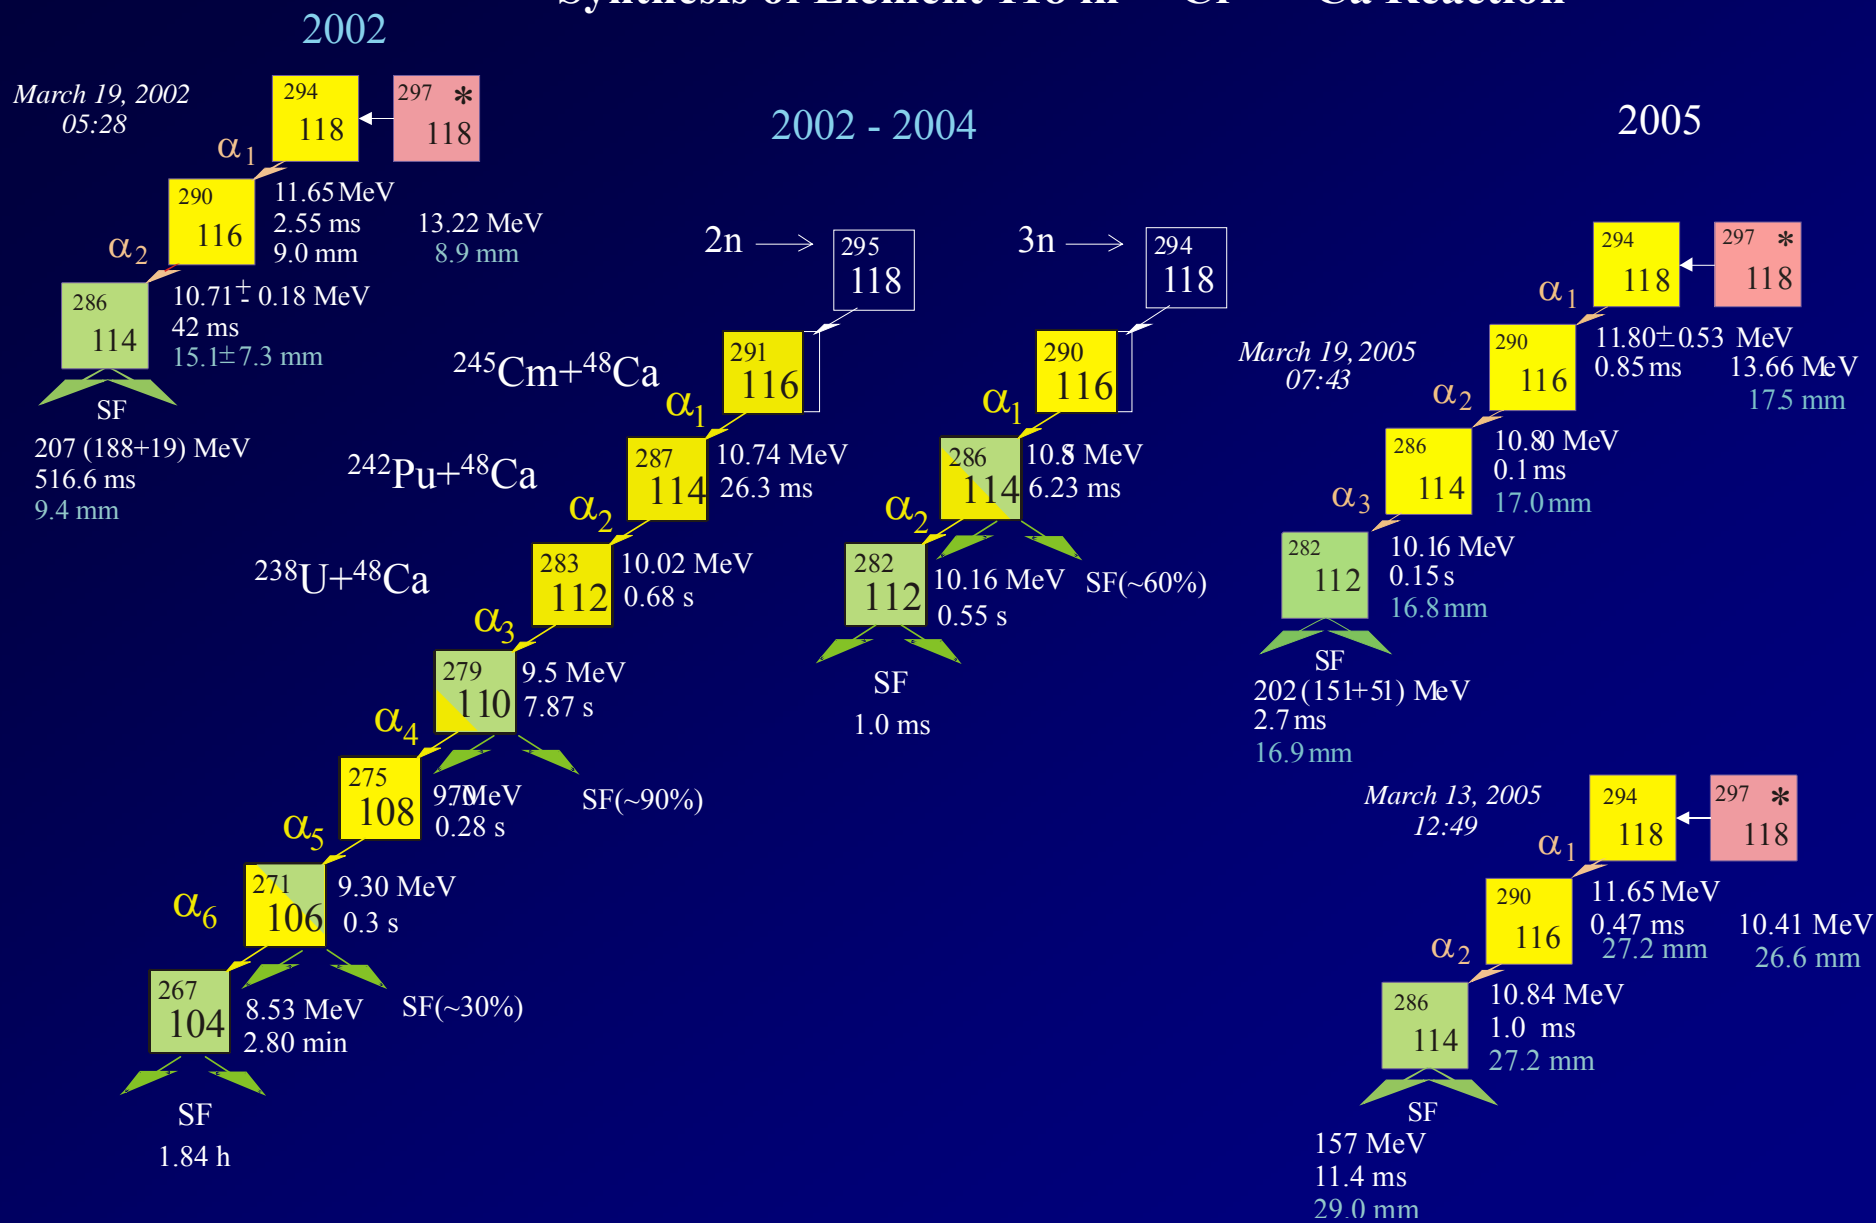 Synthesis of Element 118 in Cf Ca Reaction
2002
March 19, 2002
05:28
294
118
297 *
118
α1
290
116
11.65 MeV
2.55 ms
9.0 mm
13.22 MeV
8.9 mm
α2
286
114
10.71 ± 0.18 MeV
42 ms
15.1±7.3 mm
SF
207 (188+19) MeV
516.6 ms
9.4 mm
2002 - 2004
2n
295
118
3n
294
118
245Cm+48Ca
291
116
α1
242Pu+48Ca
287
114
10.74 MeV
26.3 ms
α2
238U+48Ca
283
112
10.02 MeV
0.68 s
α3
279
110
9.5 MeV
7.87 s
α4
SF(~90%)
275
108
MeV
0.28 s
α5
271
106
9.30 MeV
0.3 s
α6
SF(~30%)
267
104
8.53 MeV
2.80 min
SF
1.84 h
290
116
α1
286
114
MeV
6.23 ms
α2
SF(~60%)
282
112
10.16 MeV
0.55 s
SF
1.0 ms
2005
294
118
297 *
118
α1
March 19, 2005
07:43
290
116
11.80±0.53 MeV
0.85 ms
13.66 MeV
17.5 mm
α2
286
114
10.80 MeV
0.1 ms
17.0 mm
α3
282
112
10.16 MeV
0.15 s
16.8 mm
SF
202 (151+51) MeV
2.7 ms
16.9 mm
March 13, 2005
12:49
294
118
297 *
118
α1
290
116
11.65 MeV
0.47 ms
27.2 mm
10.41 MeV
26.6 mm
α2
286
114
10.84 MeV
1.0 ms
27.2 mm
SF
157 MeV
11.4 ms
29.0 mm